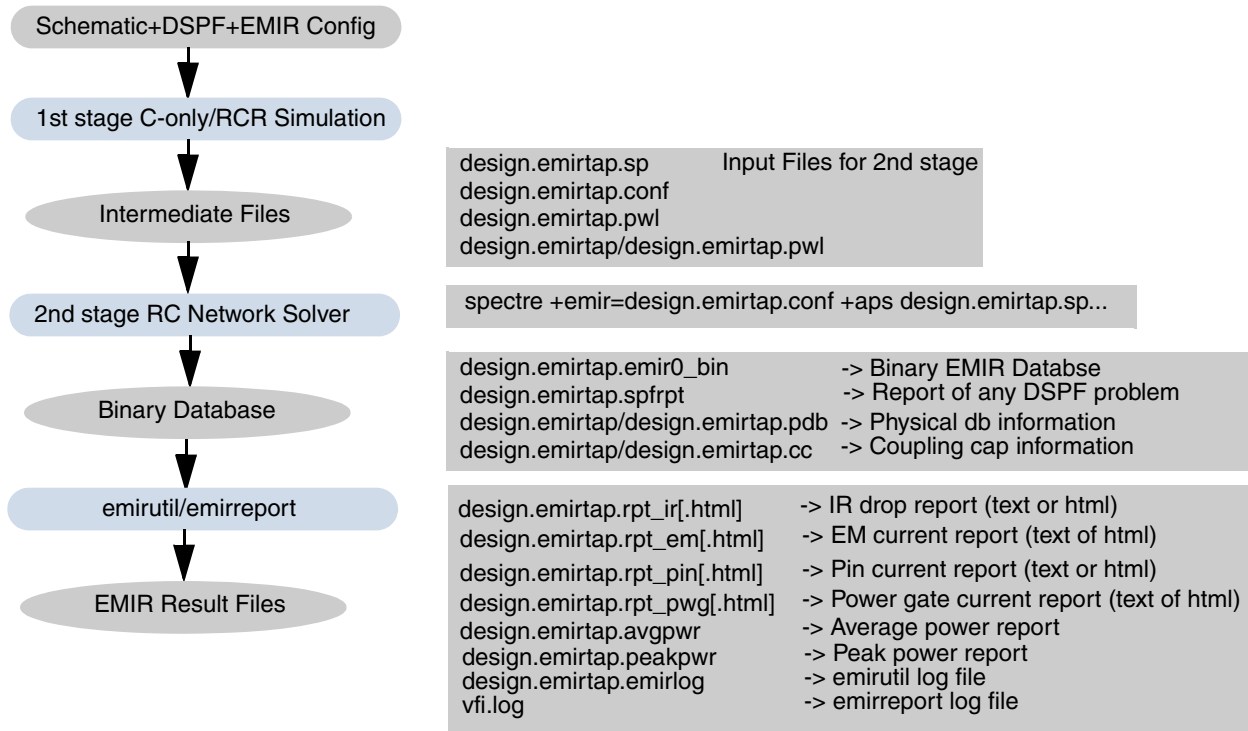 Schematic+DSPF+EMIR Config
1st stage C-only/RCR Simulation
Intermediate Files
design.emirtap.sp Input Files for 2nd stage
design.emirtap.conf
design.emirtap.pwl
design.emirtap/design.emirtap.pwl
2nd stage RC Network Solver
spectre +emir=design.emirtap.conf +aps design.emirtap.sp...
Binary Database
design.emirtap.emir0_bin -> Binary EMIR Databse
design.emirtap.spfrpt -> Report of any DSPF problem
design.emirtap/design.emirtap.pdb -> Physical db information
design.emirtap/design.emirtap.cc -> Coupling cap information
emirutil/emirreport
EMIR Result Files
design.emirtap.rpt_ir[.html] -> IR drop report (text or html)
design.emirtap.rpt_em[.html] -> EM current report (text of html)
design.emirtap.rpt_pin[.html] -> Pin current report (text or html)
design.emirtap.rpt_pwg[.html] -> Power gate current report (text of html)
design.emirtap.avgpwr -> Average power report
design.emirtap.peakpwr -> Peak power report
design.emirtap.emirlog -> emirutil log file
vfi.log -> emirreport log file